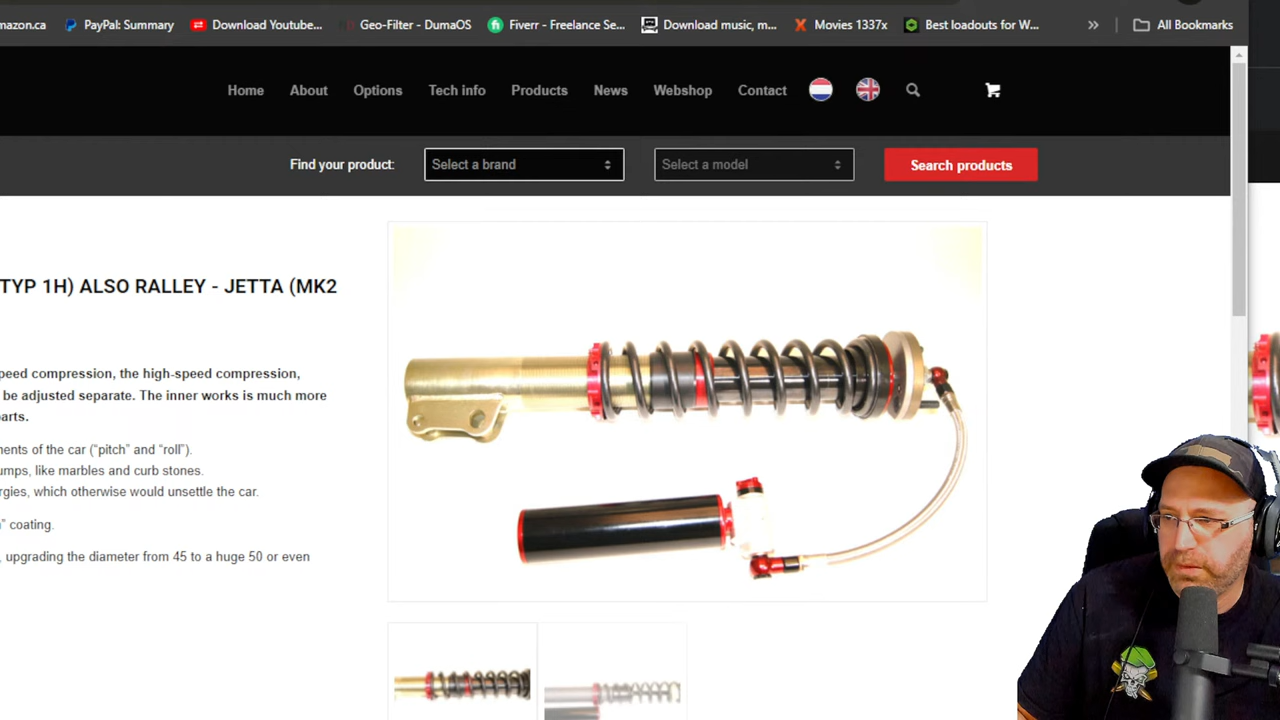 mazon.ca PayPal: Summary Download Youtube... Geo-Filter - DumaOS Fiverr - Freelance Se... Download music, m... Movies 1337x Best loadouts for W... » All Bookmarks
Home About Options Tech info Products News Webshop Contact
Find your product: Select a brand Select a model Search products
TYP 1H) ALSO RALLEY - JETTA (MK2
peed compression, the high-speed compression,
be adjusted separate. The inner works is much more
arts.
nents of the car (“pitch” and “roll”).
umps, like marbles and curb stones.
rgies, which otherwise would unsettle the car.
” coating.
, upgrading the diameter from 45 to a huge 50 or even